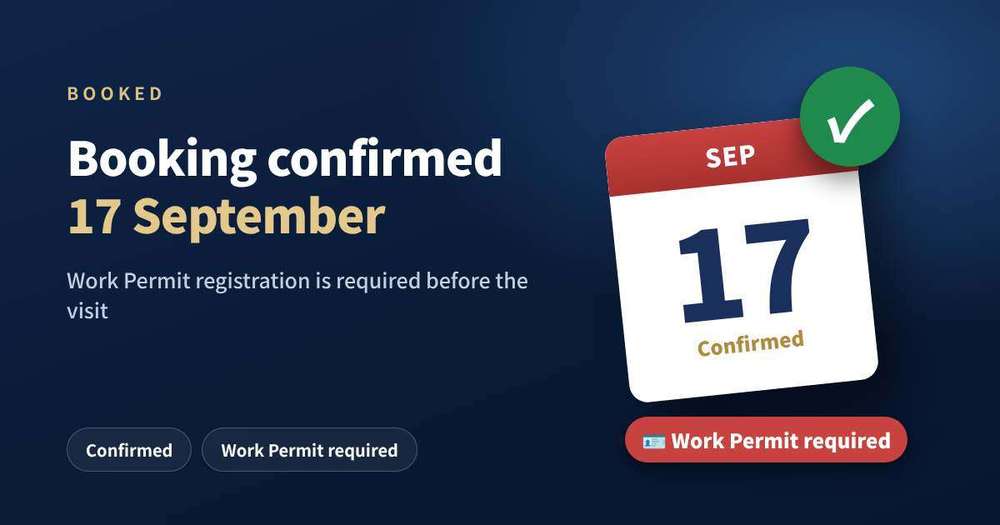 BOOKED
Booking confirmed
17 September
Work Permit registration is required before the
visit
Confirmed
Work Permit required
SEP
17
Confirmed
Work Permit required